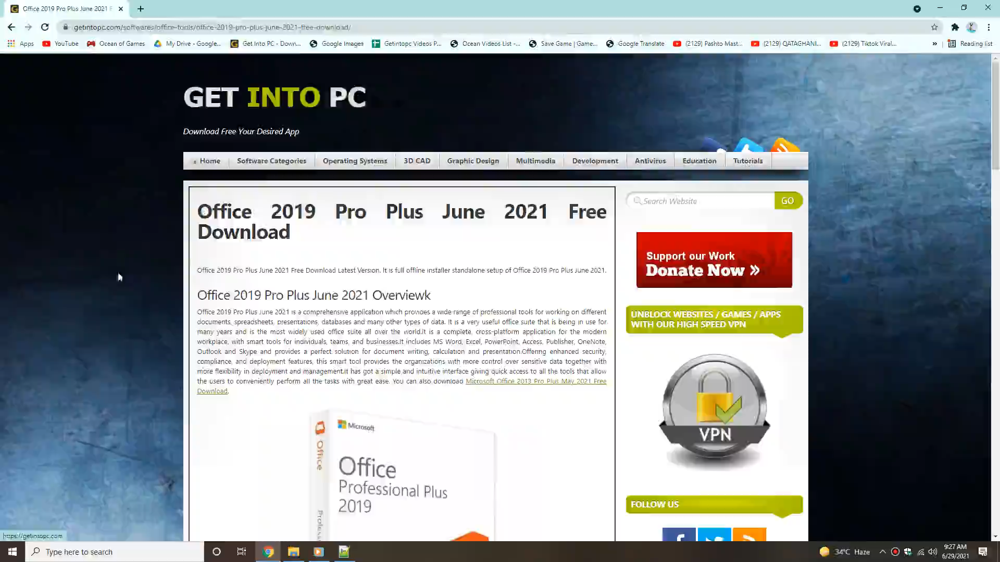 Office 2019 Pro Plus June 2021 F
getintopc.com/softwares/office-tools/office-2019-pro-plus-june-2021-free-download/
Apps YouTube Ocean of Games My Drive - Google... Get Into PC - Down... Google Images Getintopc Videos P... Ocean Videos List -... Save Game | Game... Google Translate (2129) Pashto Mast... (2129) QATAGHANI... (2129) Tiktok Viral... » Reading list
GET INTO PC
Download Free Your Desired App
Home Software Categories Operating Systems 3D CAD Graphic Design Multimedia Development Antivirus Education Tutorials
Office 2019 Pro Plus June 2021 Free
Download
Search Website GO
Support our Work
Donate Now »
Office 2019 Pro Plus June 2021 Free Download Latest Version. It is full offline installer standalone setup of Office 2019 Pro Plus June 2021.
Office 2019 Pro Plus June 2021 Overviewk
Office 2019 Pro Plus June 2021 is a comprehensive application which provides a wide range of professional tools for working on different
documents, spreadsheets, presentations, databases and many other types of data. It is a very useful office suite that is being in use for
many years and is the most widely used office suite all over the world.It is a complete, cross-platform application for the modern
workplace, with smart tools for individuals, teams, and businesses.It includes MS Word, Excel, PowerPoint, Access, Publisher, OneNote,
Outlook and Skype and provides a perfect solution for document writing, calculation and presentation.Offering enhanced security,
compliance, and deployment features, this smart tool provides the organizations with more control over sensitive data together with
more flexibility in deployment and management.It has got a simple and intuitive interface giving quick access to all the tools that allow
the users to conveniently perform all the tasks with great ease. You can also download Microsoft Office 2013 Pro Plus May 2021 Free
Download.
UNBLOCK WEBSITES / GAMES / APPS
WITH OUR HIGH SPEED VPN
VPN
Microsoft
Office
Office
Professional Plus
2019
Profess
FOLLOW US
https://getintopc.com
Type here to search
34°C Haze
9:27 AM
6/29/2021